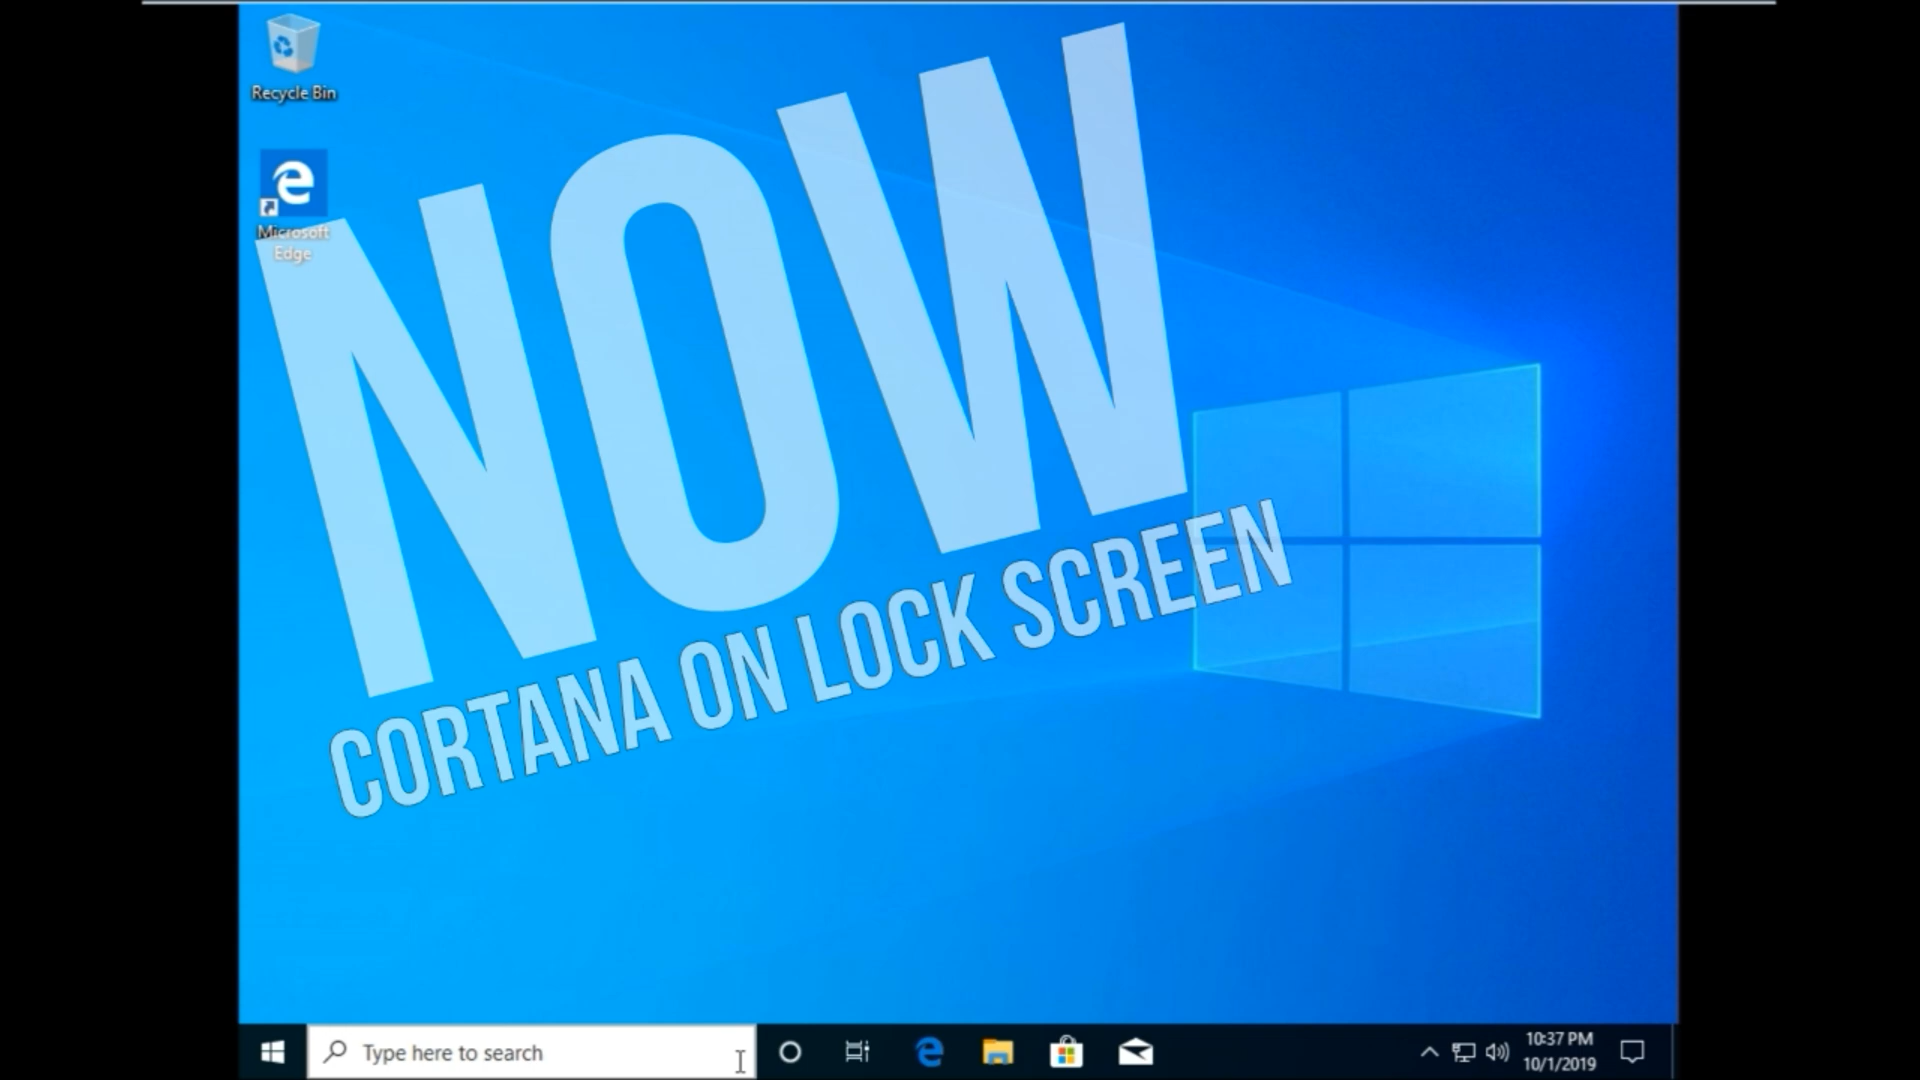 Recycle Bin
Microsoft
Edge
NOW
CORTANA ON LOCK SCREEN
Type here to search
10:37 PM
10/1/2019